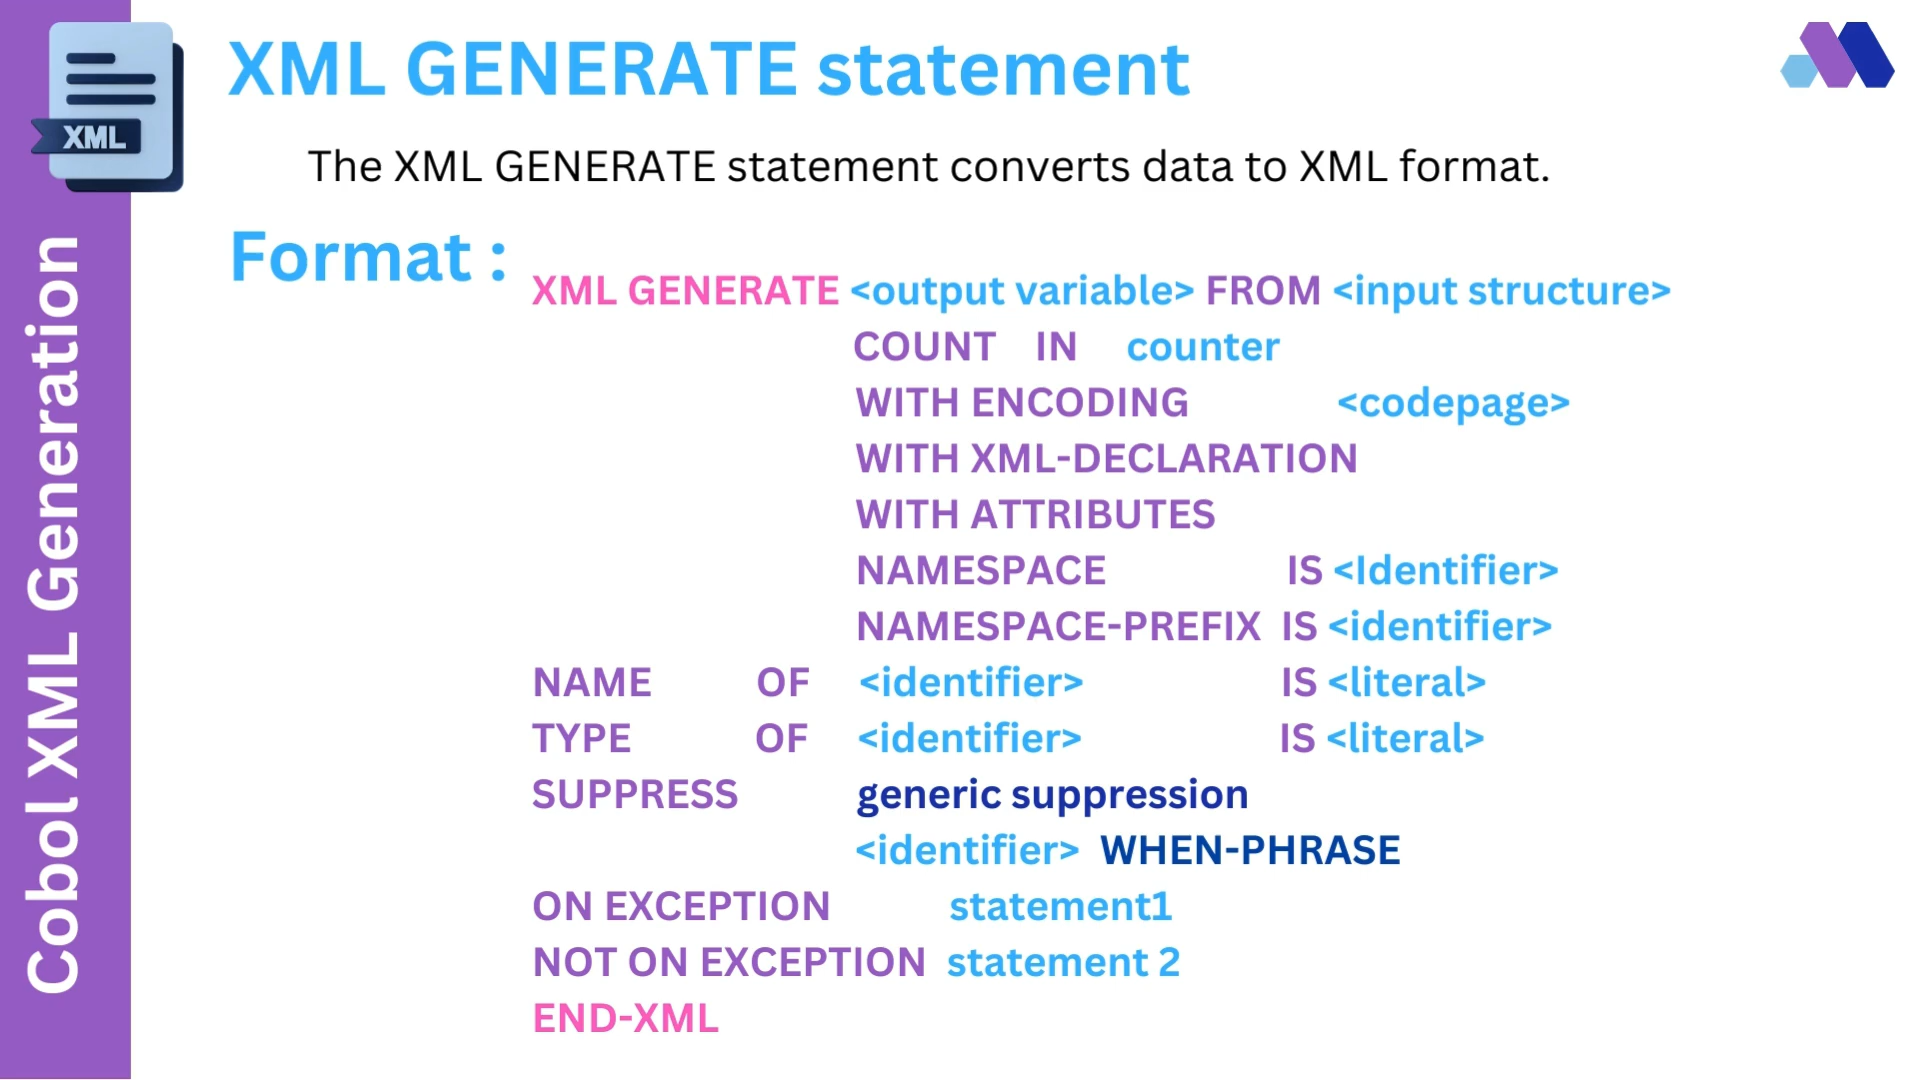 XML GENERATE statement
XML
The XML GENERATE statement converts data to XML format.
Cobol XML Generation
Format :
XML GENERATE <output variable> FROM <input structure>
COUNT IN counter
WITH ENCODING <codepage>
WITH XML-DECLARATION
WITH ATTRIBUTES
NAMESPACE IS <Identifier>
NAMESPACE-PREFIX IS <identifier>
NAME OF <identifier> IS <literal>
TYPE OF <identifier> IS <literal>
SUPPRESS generic suppression
<identifier> WHEN-PHRASE
ON EXCEPTION statement1
NOT ON EXCEPTION statement 2
END-XML